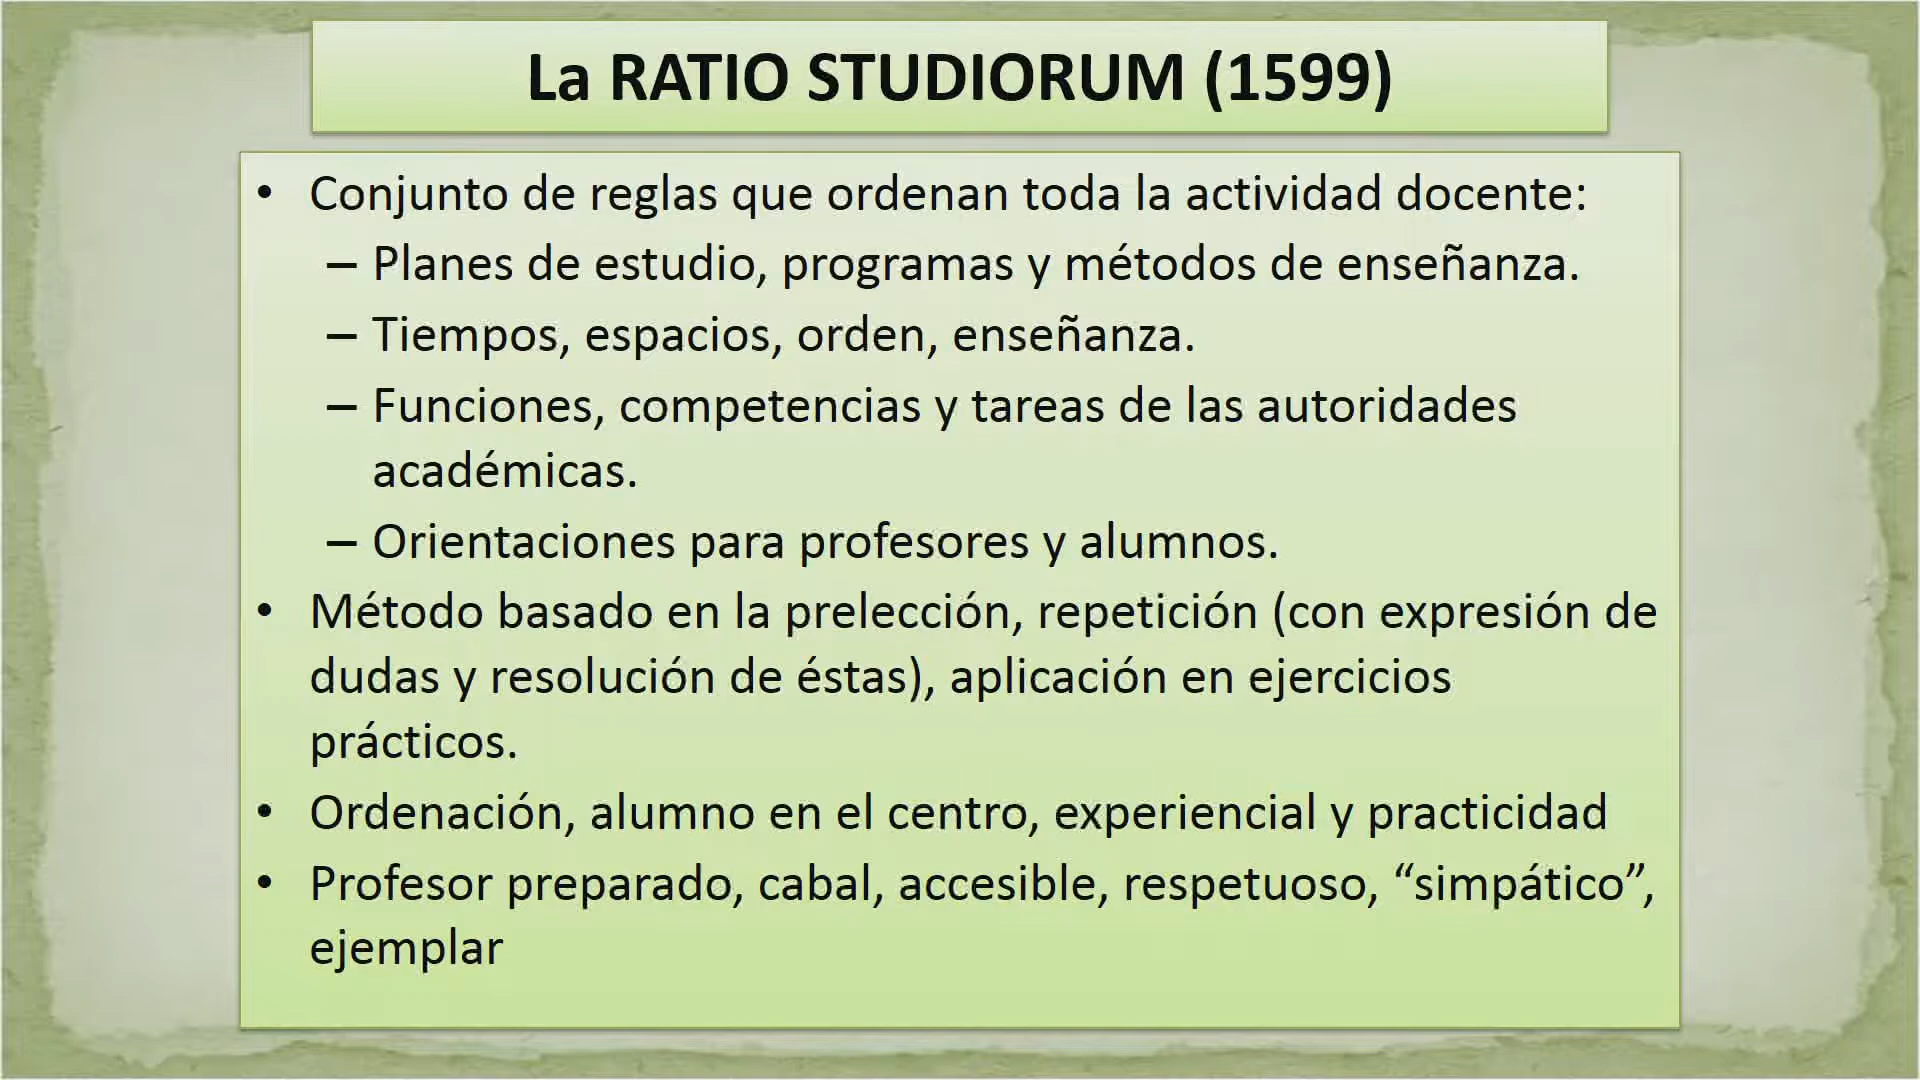 La RATIO STUDIORUM (1599)
• Conjunto de reglas que ordenan toda la actividad docente:
– Planes de estudio, programas y métodos de enseñanza.
– Tiempos, espacios, orden, enseñanza.
– Funciones, competencias y tareas de las autoridades
académicas.
– Orientaciones para profesores y alumnos.
• Método basado en la prelección, repetición (con expresión de
dudas y resolución de éstas), aplicación en ejercicios
prácticos.
• Ordenación, alumno en el centro, experiencial y practicidad
• Profesor preparado, cabal, accesible, respetuoso, “simpático”,
ejemplar